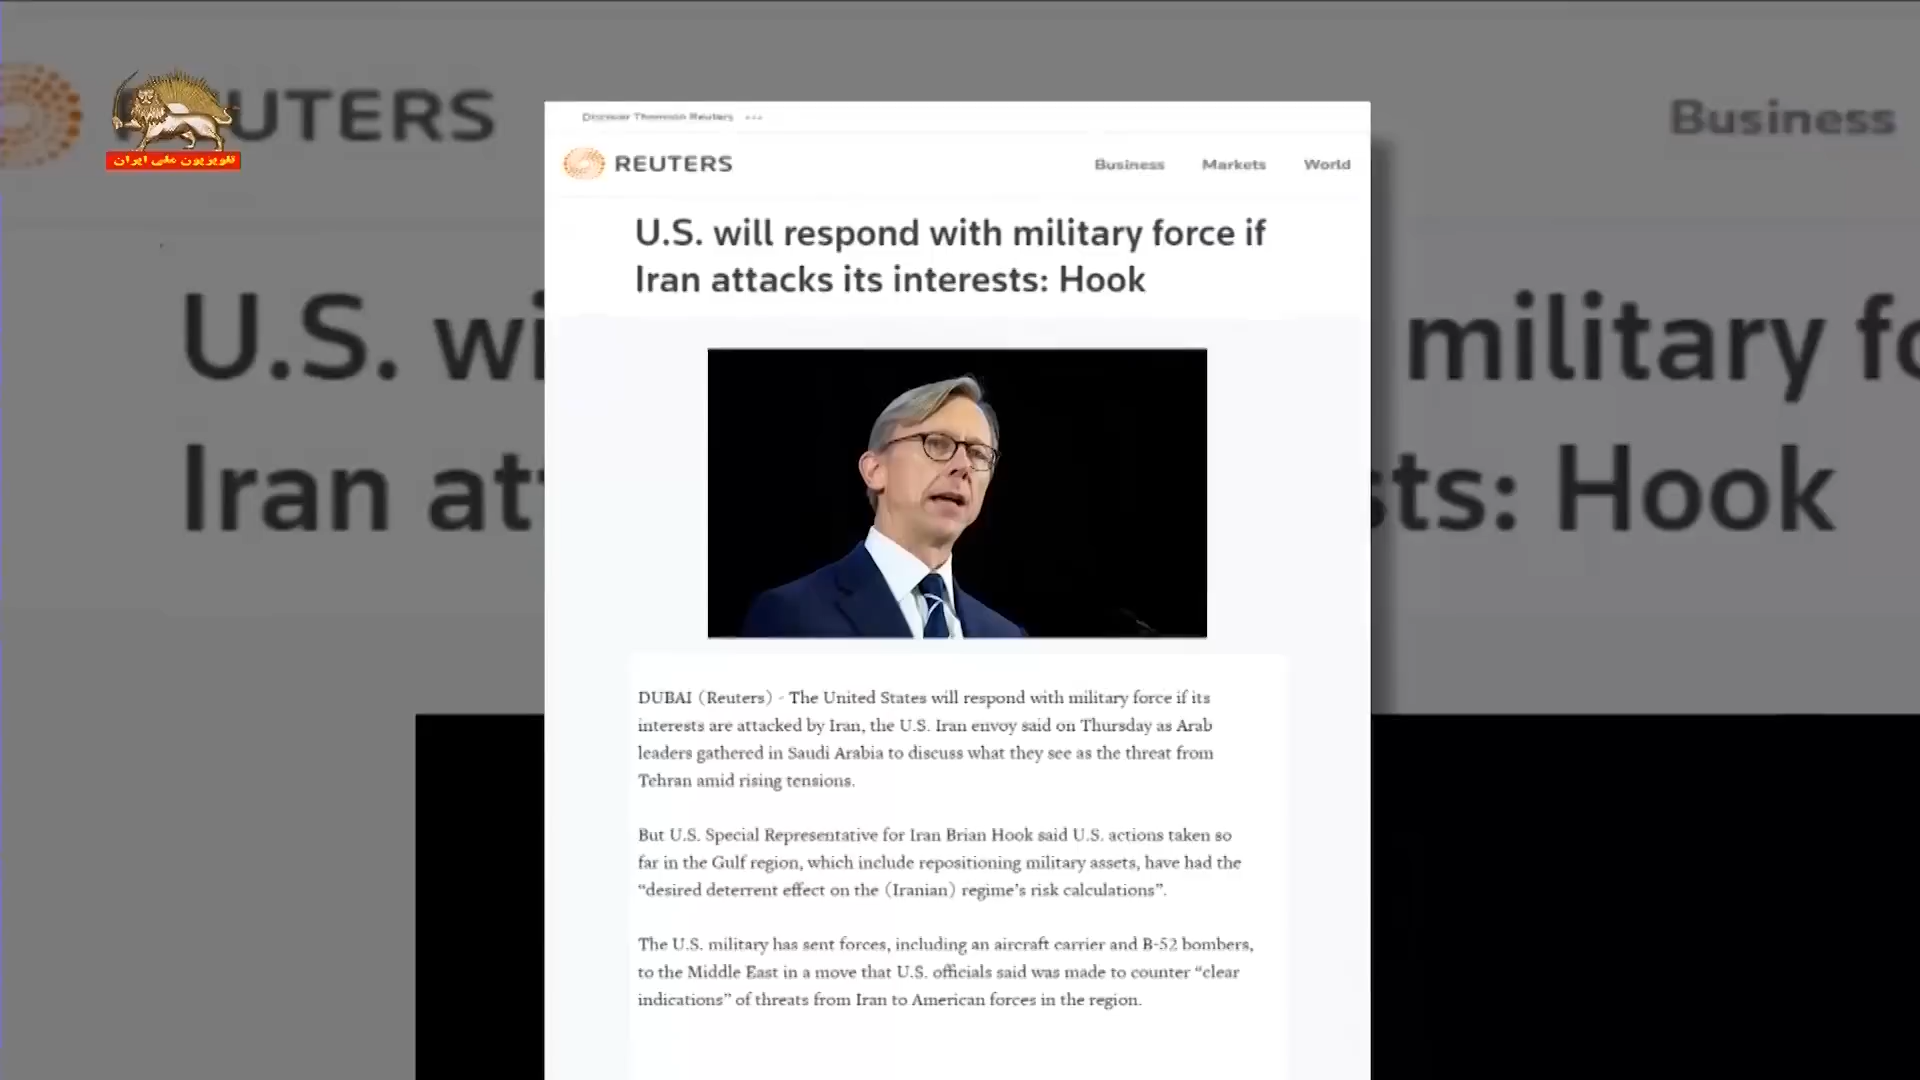 REUTERS
Business
تلویزیون ملی ایران
Discover Thomson Reuters ...
REUTERS
Business Markets World
U.S. will respond with military force if
Iran attacks its interests: Hook
U.S. wi military fo
Iran att sts: Hook
DUBAI (Reuters) - The United States will respond with military force if its
interests are attacked by Iran, the U.S. Iran envoy said on Thursday as Arab
leaders gathered in Saudi Arabia to discuss what they see as the threat from
Tehran amid rising tensions.
But U.S. Special Representative for Iran Brian Hook said U.S. actions taken so
far in the Gulf region, which include repositioning military assets, have had the
“desired deterrent effect on the (Iranian) regime’s risk calculations”.
The U.S. military has sent forces, including an aircraft carrier and B-52 bombers,
to the Middle East in a move that U.S. officials said was made to counter “clear
indications” of threats from Iran to American forces in the region.